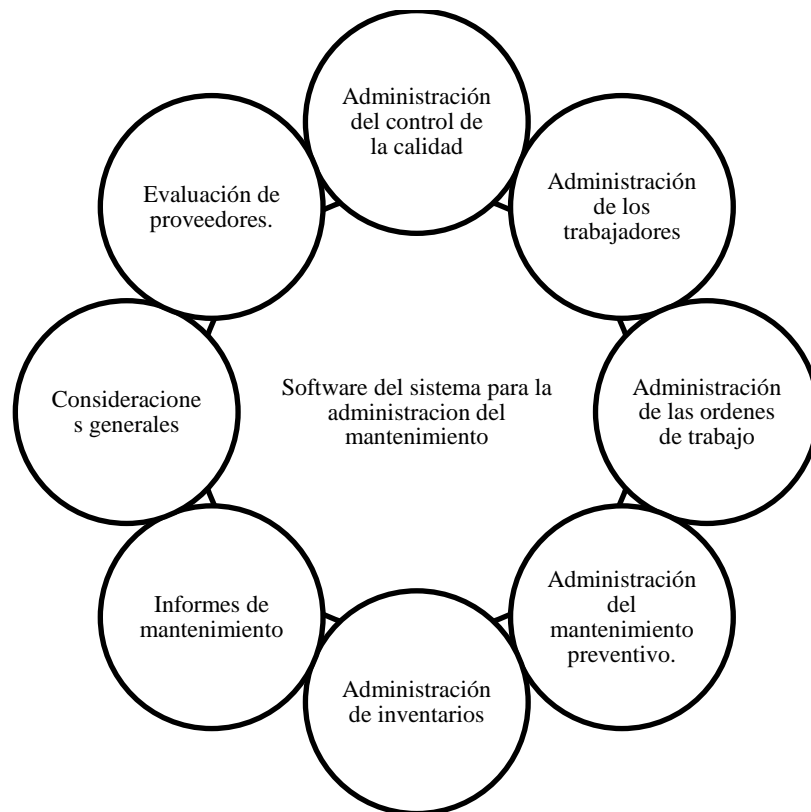 Administración
del control de
la calidad
Administración
de los
trabajadores
Administración
de las ordenes
de trabajo
Administración
del
mantenimiento
preventivo.
Administración
de inventarios
Informes de
mantenimiento
Consideracione
s generales
Evaluación de
proveedores.
Software del sistema para la
administracion del
mantenimiento